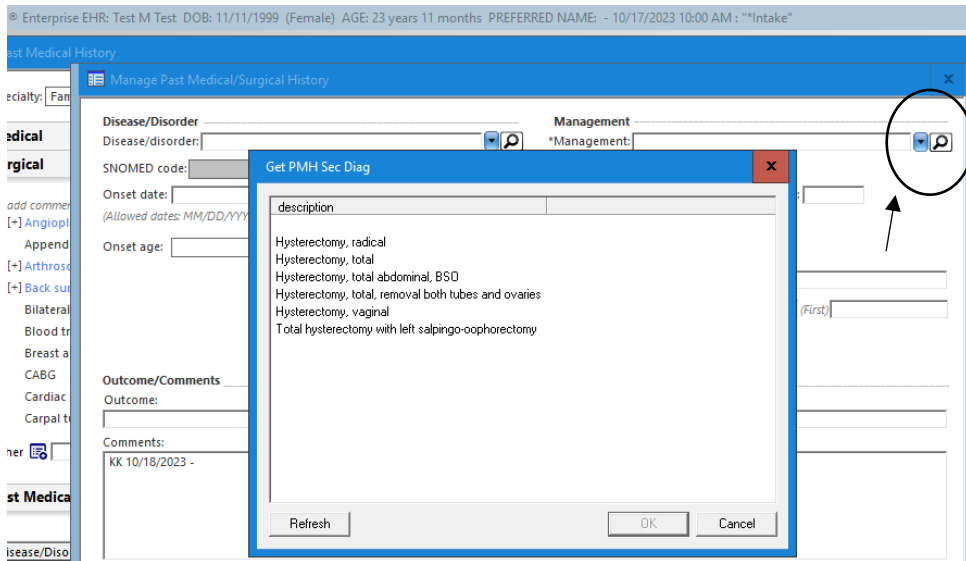 ® Enterprise EHR: Test M Test DOB: 11/11/1999 (Female) AGE: 23 years 11 months PREFERRED NAME: - 10/17/2023 10:00 AM : "*Intake"
ast Medical History
Manage Past Medical/Surgical History x
ecialty: Fam
edical
rgical
add commen
[+] Angiopl
Append
[+] Arthrosc
[+] Back sur
Bilateral
Blood tr
Breast a
CABG
Cardiac
Carpal t
her
st Medica
isease/Diso
Disease/Disorder
Disease/disorder:
SNOMED code:
Onset date:
(Allowed dates: MM/DD/YYY
Onset age:
Management
*Management:
:
(First)
Get PMH Sec Diag x
description
Hysterectomy, radical
Hysterectomy, total
Hysterectomy, total abdominal, BSO
Hysterectomy, total, removal both tubes and ovaries
Hysterectomy, vaginal
Total hysterectomy with left salpingo-oophorectomy
Refresh OK Cancel
Outcome/Comments
Outcome:
Comments:
KK 10/18/2023 -